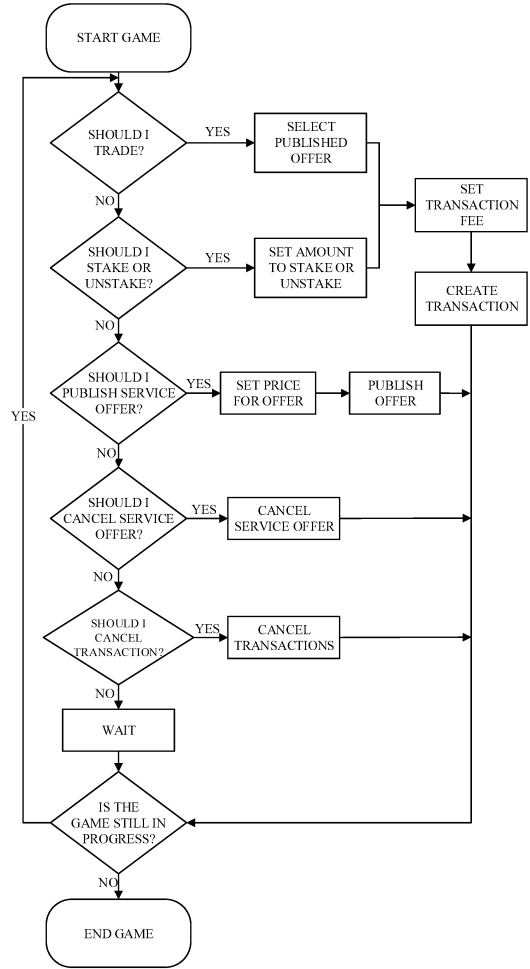 START GAME
SHOULD I
TRADE?
YES
SELECT
PUBLISHED
OFFER
SET
TRANSACTION
FEE
NO
SHOULD I
STAKE OR
UNSTAKE?
YES
SET AMOUNT
TO STAKE OR
UNSTAKE
CREATE
TRANSACTION
NO
SHOULD I
PUBLISH SERVICE
OFFER?
YES
SET PRICE
FOR OFFER
PUBLISH
OFFER
YES
NO
SHOULD I
CANCEL SERVICE
OFFER?
YES
CANCEL
SERVICE OFFER
NO
SHOULD I
CANCEL
TRANSACTION?
YES
CANCEL
TRANSACTIONS
NO
WAIT
IS THE
GAME STILL IN
PROGRESS?
NO
END GAME